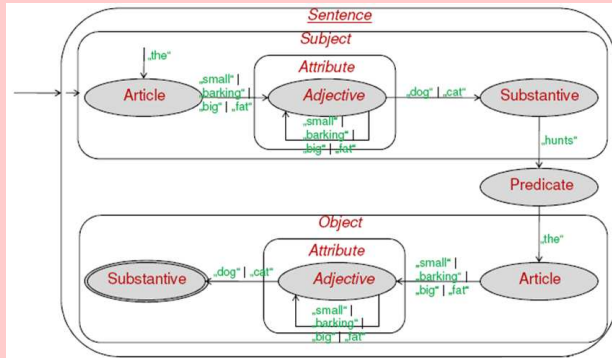 Sentence
Subject
„the“
Attribute
„small“ |
„barking“ |
„big“ | „fat“
Article
Adjective
„dog“ | „cat“
Substantive
„small“ |
„barking“ |
„big“ | „fat“
„hunts“
Predicate
Object
„the“
Attribute
Substantive
„dog“ | „cat“
Adjective
„small“ |
„barking“ |
„big“ | „fat“
Article
„small“ |
„barking“ |
„big“ | „fat“